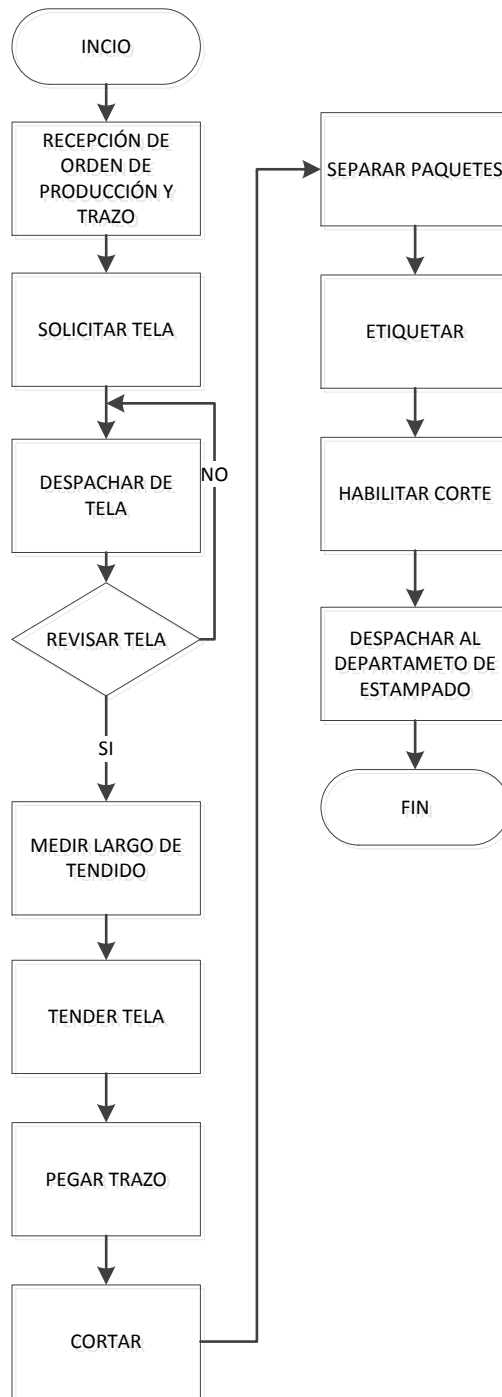 INCIO
RECEPCIÓN DE
ORDEN DE
PRODUCCIÓN Y
TRAZO
SOLICITAR TELA
DESPACHAR DE
TELA
NO
REVISAR TELA
SI
MEDIR LARGO DE
TENDIDO
TENDER TELA
PEGAR TRAZO
CORTAR
SEPARAR PAQUETES
ETIQUETAR
HABILITAR CORTE
DESPACHAR AL
DEPARTAMETO DE
ESTAMPADO
FIN